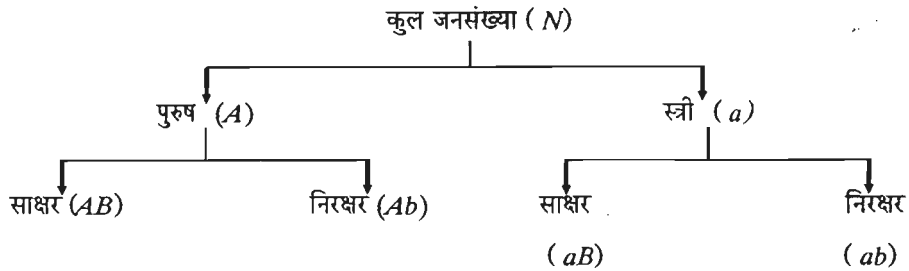 कुल जनसंख्या ( N )
पुरुष (A) स्त्री ( a )
साक्षर (AB) निरक्षर (Ab) साक्षर निरक्षर
( aB ) ( ab )